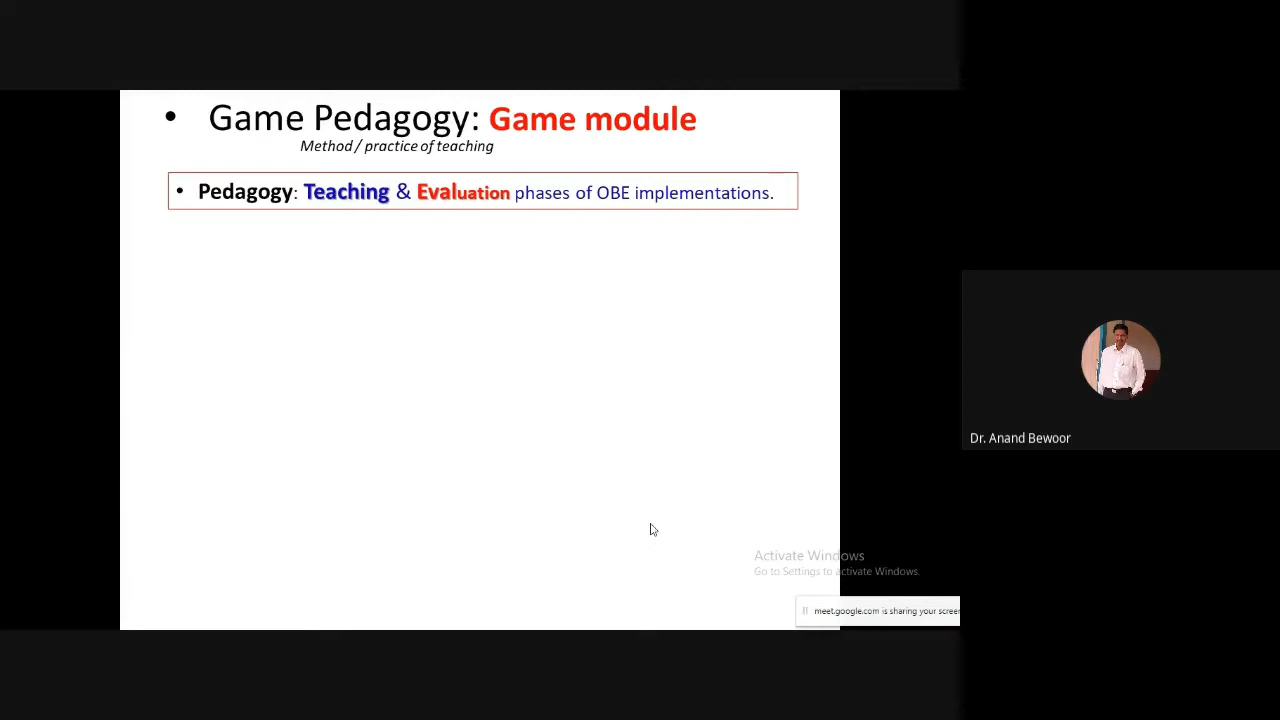 • Game Pedagogy: Game module
Method / practice of teaching
• Pedagogy: Teaching & Evaluation phases of OBE implementations.
Dr. Anand Bewoor
Activate Windows
Go to Settings to activate Windows.
meet.google.com is sharing your screen